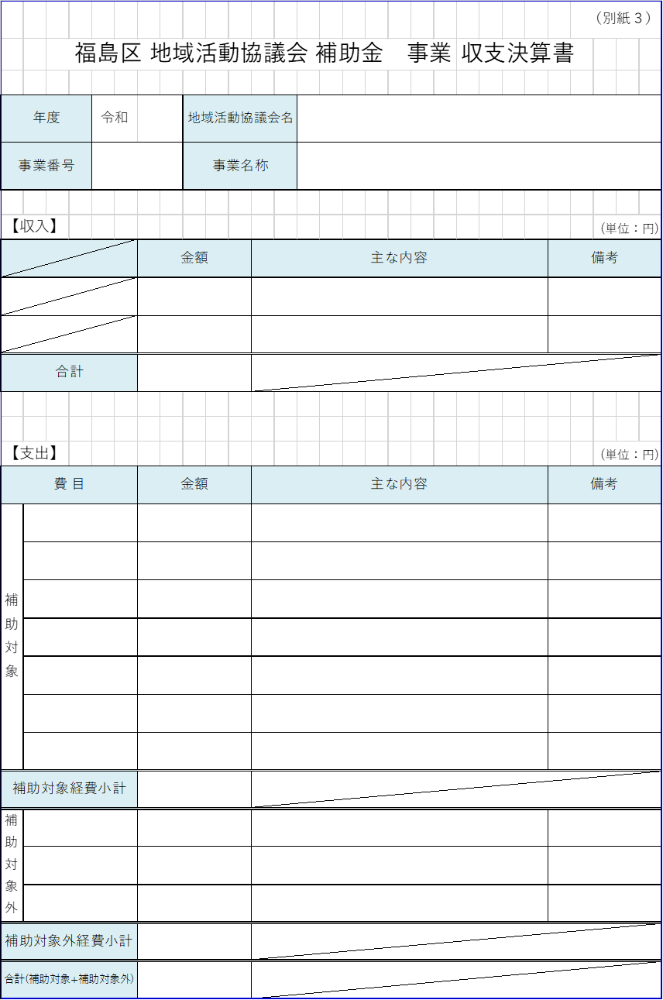 （別紙３）
福島区 地域活動協議会 補助金　事業 収支決算書
年度 令和 地域活動協議会名
事業番号 事業名称
【収入】 (単位：円)
金額 主な内容 備考
合計
【支出】 (単位：円)
費 目 金額 主な内容 備考
補助対象
補助対象経費小計
補助対象外
補助対象外経費小計
合計(補助対象+補助対象外)